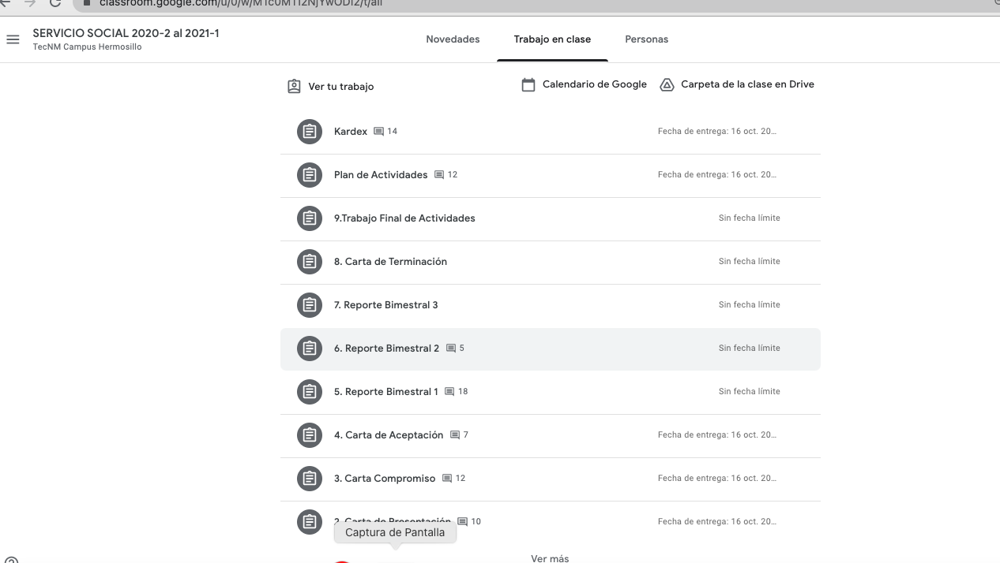 SERVICIO SOCIAL 2020-2 al 2021-1
TecNM Campus Hermosillo
Novedades
Trabajo en clase
Personas
Ver tu trabajo
Calendario de Google
Carpeta de la clase en Drive
Kardex 14 Fecha de entrega: 16 oct. 20…
Plan de Actividades 12 Fecha de entrega: 16 oct. 20…
9.Trabajo Final de Actividades Sin fecha límite
8. Carta de Terminación Sin fecha límite
7. Reporte Bimestral 3 Sin fecha límite
6. Reporte Bimestral 2 5 Sin fecha límite
5. Reporte Bimestral 1 18 Sin fecha límite
4. Carta de Aceptación 7 Fecha de entrega: 16 oct. 20…
3. Carta Compromiso 12 Fecha de entrega: 16 oct. 20…
2. Carta de Presentación 10 Fecha de entrega: 16 oct. 20…
Captura de Pantalla
Ver más